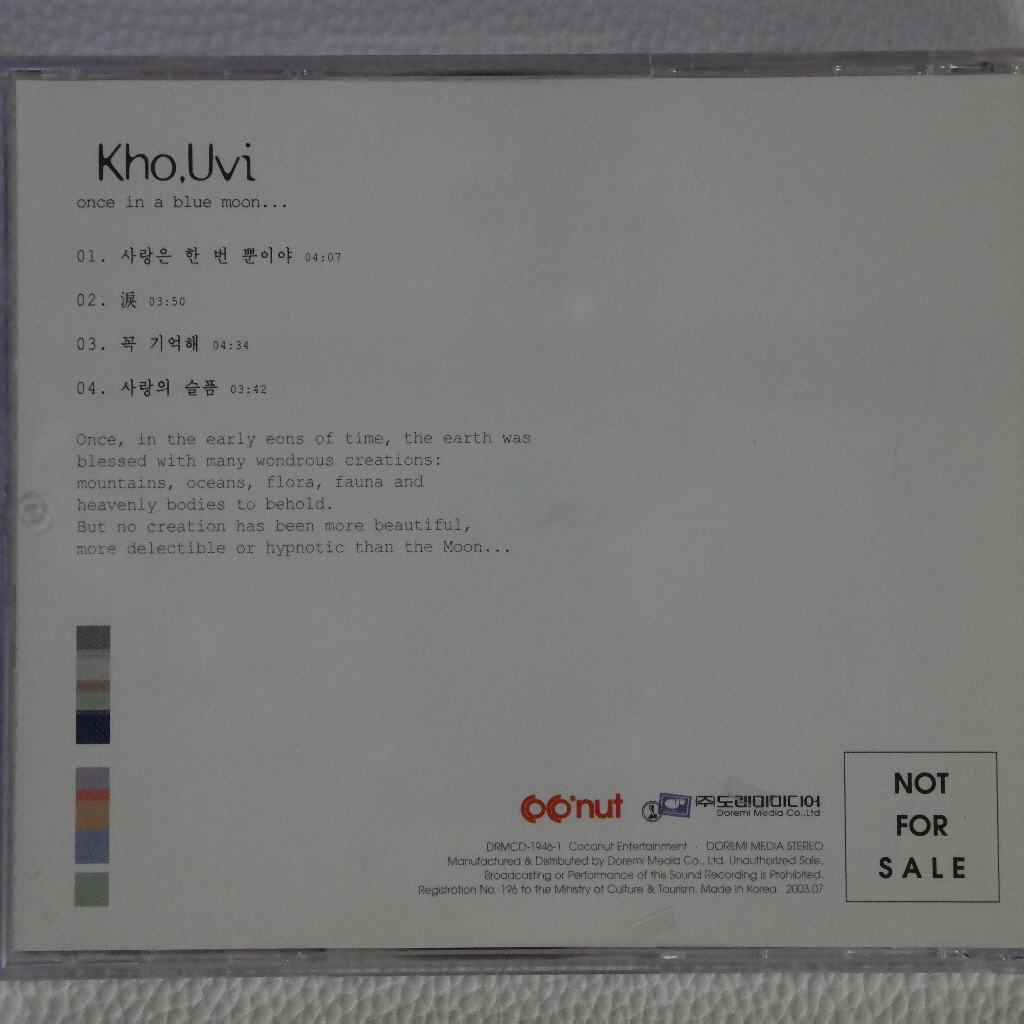 Kho,Uvi
once in a blue moon...
01. 사랑은 한 번 뿐이야 04:07
02. 淚 03:50
03. 꼭 기억해 04:34
04. 사랑의 슬픔 03:42
Once, in the early eons of time, the earth was
blessed with many wondrous creations:
mountains, oceans, flora, fauna and
heavenly bodies to behold.
But no creation has been more beautiful,
more delectible or hypnotic than the Moon...
coco*nut
㈜도레미미디어
Doremi Media Co.,Ltd
DRMCD-1946-1 Coconut Entertainment · DOREMI MEDIA STEREO
Manufactured & Distributed by Doremi Media Co., Ltd. Unauthorized Sale,
Broadcasting or Performance of this Sound Recording is Prohibited.
Registration No. 196 to the Ministry of Culture & Tourism. Made in Korea. 2003.07
NOT
FOR
SALE